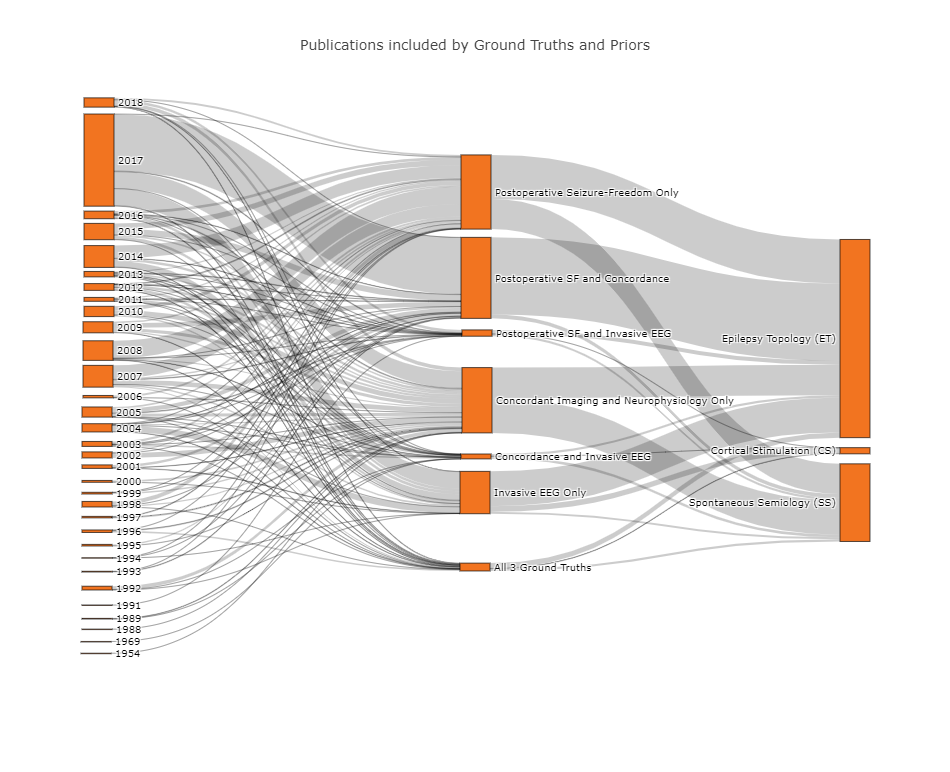 Publications included by Ground Truths and Priors
2018
2017
2016
2015
2014
2013
2012
2011
2010
2009
2008
2007
2006
2005
2004
2003
2002
2001
2000
1999
1998
1997
1996
1995
1994
1993
1992
1991
1989
1988
1969
1954
Postoperative Seizure-Freedom Only
Postoperative SF and Concordance
Postoperative SF and Invasive EEG
Concordant Imaging and Neurophysiology Only
Concordance and Invasive EEG
Invasive EEG Only
All 3 Ground Truths
Epilepsy Topology (ET)
Cortical Stimulation (CS)
Spontaneous Semiology (SS)